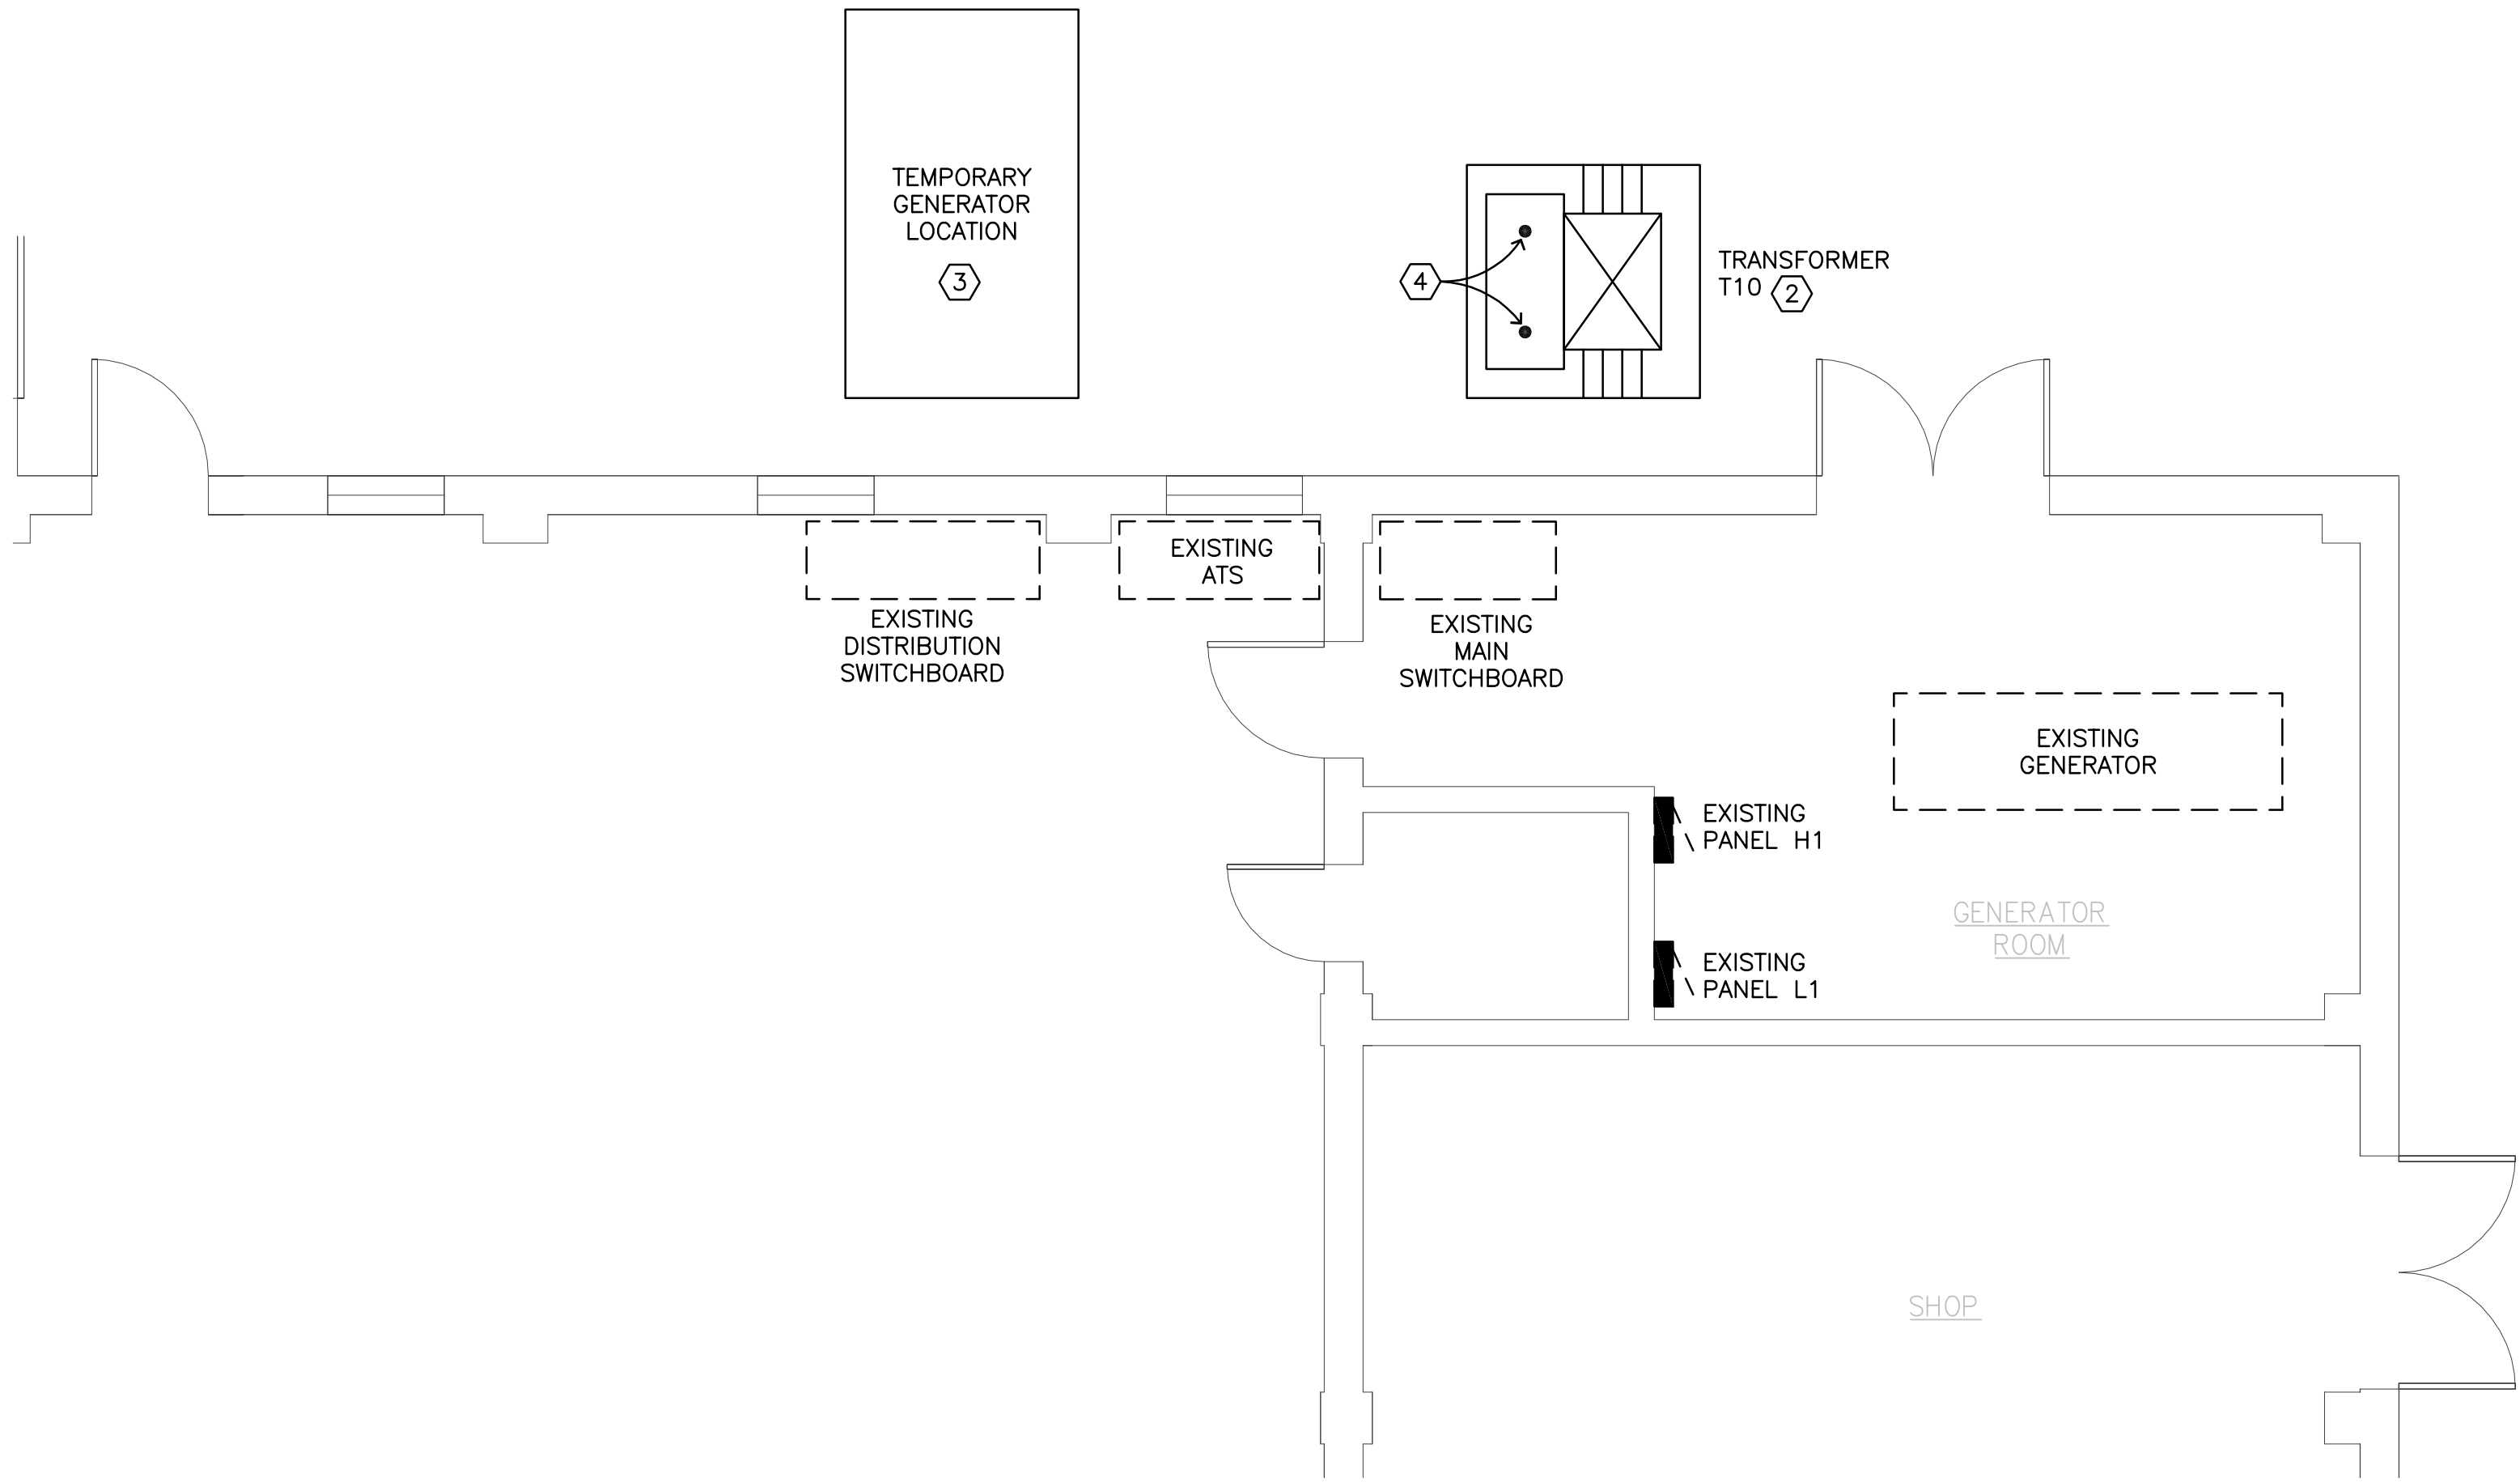 TEMPORARY
GENERATOR
LOCATION
3
4
TRANSFORMER
T10 2
EXISTING
DISTRIBUTION
SWITCHBOARD
EXISTING
ATS
EXISTING
MAIN
SWITCHBOARD
EXISTING
GENERATOR
EXISTING
PANEL H1
GENERATOR
ROOM
EXISTING
PANEL L1
SHOP